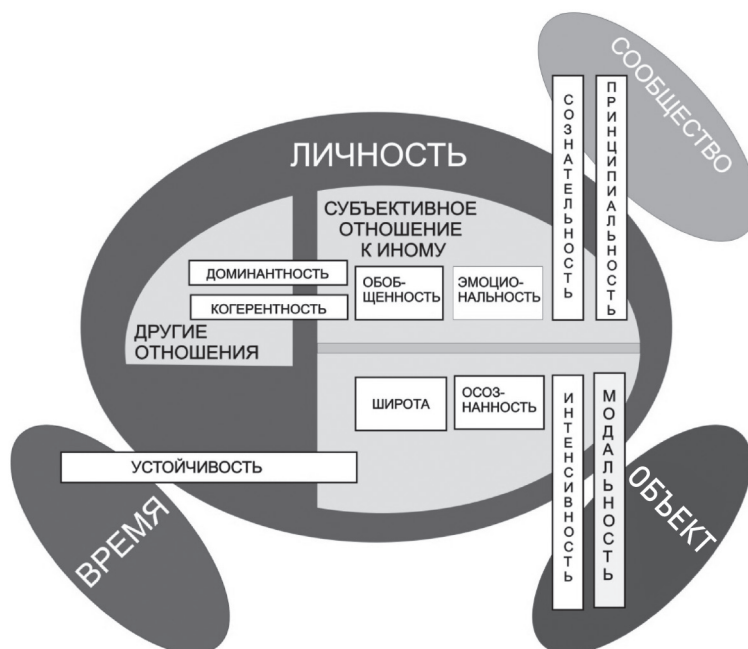 СООБЩЕСТВО
ЛИЧНОСТЬ
СОЗНАТЕЛЬНОСТЬ
ПРИНЦИПИАЛЬНОСТЬ
СУБЪЕКТИВНОЕ
ОТНОШЕНИЕ
К ИНОМУ
ДОМИНАНТНОСТЬ
КОГЕРЕНТНОСТЬ
ОБОБ-
ЩЕННОСТЬ
ЭМОЦИО-
НАЛЬНОСТЬ
ДРУГИЕ
ОТНОШЕНИЯ
ШИРОТА
ОСОЗ-
НАННОСТЬ
ИНТЕНСИВНОСТЬ
МОДАЛЬНОСТЬ
УСТОЙЧИВОСТЬ
ВРЕМЯ
ОБЪЕКТ